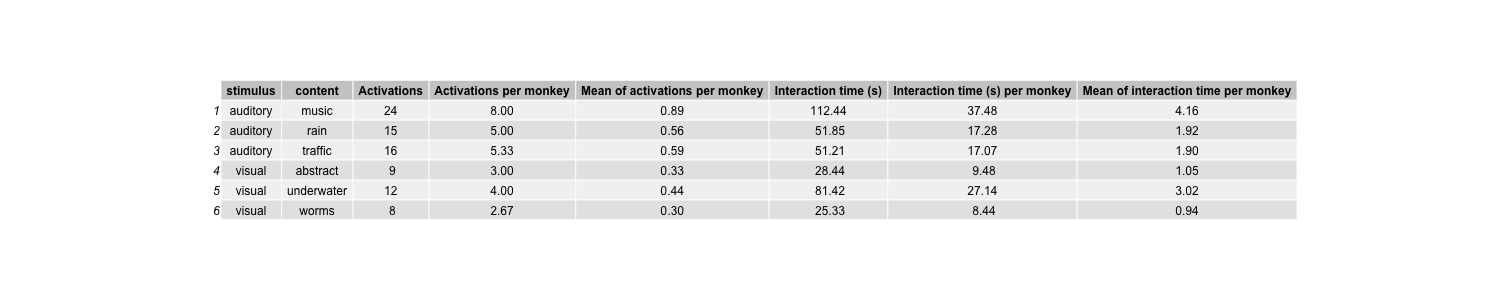 stimulus content Activations Activations per monkey Mean of activations per monkey Interaction time (s) Interaction time (s) per monkey Mean of interaction time per monkey
1 auditory music 24 8.00 0.89 112.44 37.48 4.16
2 auditory rain 15 5.00 0.56 51.85 17.28 1.92
3 auditory traffic 16 5.33 0.59 51.21 17.07 1.90
4 visual abstract 9 3.00 0.33 28.44 9.48 1.05
5 visual underwater 12 4.00 0.44 81.42 27.14 3.02
6 visual worms 8 2.67 0.30 25.33 8.44 0.94